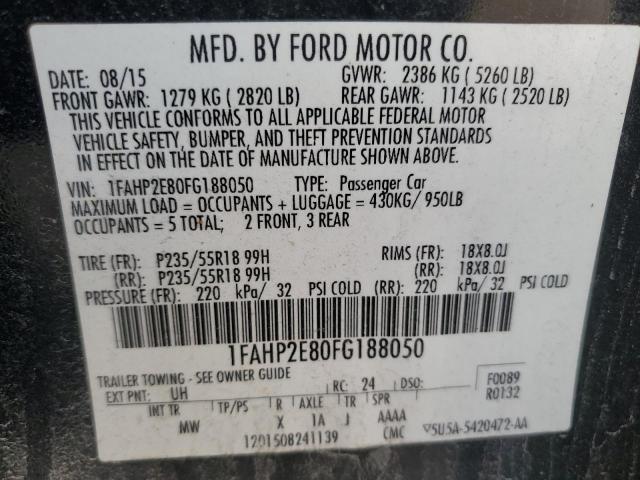 MFD. BY FORD MOTOR CO.
DATE: 08/15 GVWR: 2386 KG ( 5260 LB)
FRONT GAWR: 1279 KG ( 2820 LB) REAR GAWR: 1143 KG ( 2520 LB)
THIS VEHICLE CONFORMS TO ALL APPLICABLE FEDERAL MOTOR
VEHICLE SAFETY, BUMPER, AND THEFT PREVENTION STANDARDS
IN EFFECT ON THE DATE OF MANUFACTURE SHOWN ABOVE.
VIN: 1FAHP2E80FG188050 TYPE: Passenger Car
MAXIMUM LOAD = OCCUPANTS + LUGGAGE = 430KG/ 950LB
OCCUPANTS = 5 TOTAL; 2 FRONT, 3 REAR
TIRE (FR): P235/55R18 99H RIMS (FR): 18X8.0J
(RR): P235/55R18 99H (RR): 18X8.0J
PRESSURE (FR): 220 kPa/ 32 PSI COLD (RR): 220 kPa/ 32 PSI COLD
1FAHP2E80FG188050
TRAILER TOWING - SEE OWNER GUIDE
EXT PNT: UH RC: 24 DSO: F0089
R0132
INT TR TP/PS R AXLE TR SPR
MW X 1A J AAAA
1201508241139 CMC 5U5A-5420472-AA